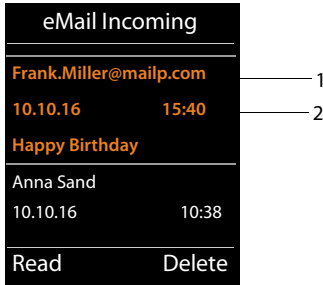 eMail Incoming
Frank.Miller@mailp.com 1
10.10.16 15:40 2
Happy Birthday
Anna Sand
10.10.16 10:38
Read Delete